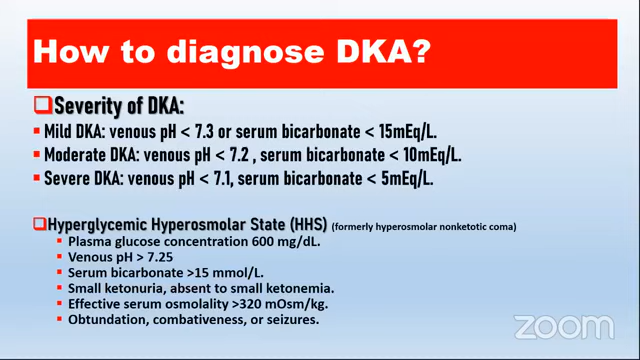 How to diagnose DKA?
Severity of DKA:
Mild DKA: venous pH < 7.3 or serum bicarbonate < 15mEq/L.
Moderate DKA: venous pH < 7.2 , serum bicarbonate < 10mEq/L.
Severe DKA: venous pH < 7.1, serum bicarbonate < 5mEq/L.
Hyperglycemic Hyperosmolar State (HHS) (formerly hyperosmolar nonketotic coma)
Plasma glucose concentration 600 mg/dL.
Venous pH > 7.25
Serum bicarbonate >15 mmol/L.
Small ketonuria, absent to small ketonemia.
Effective serum osmolality >320 mOsm/kg.
Obtundation, combativeness, or seizures.
zoom